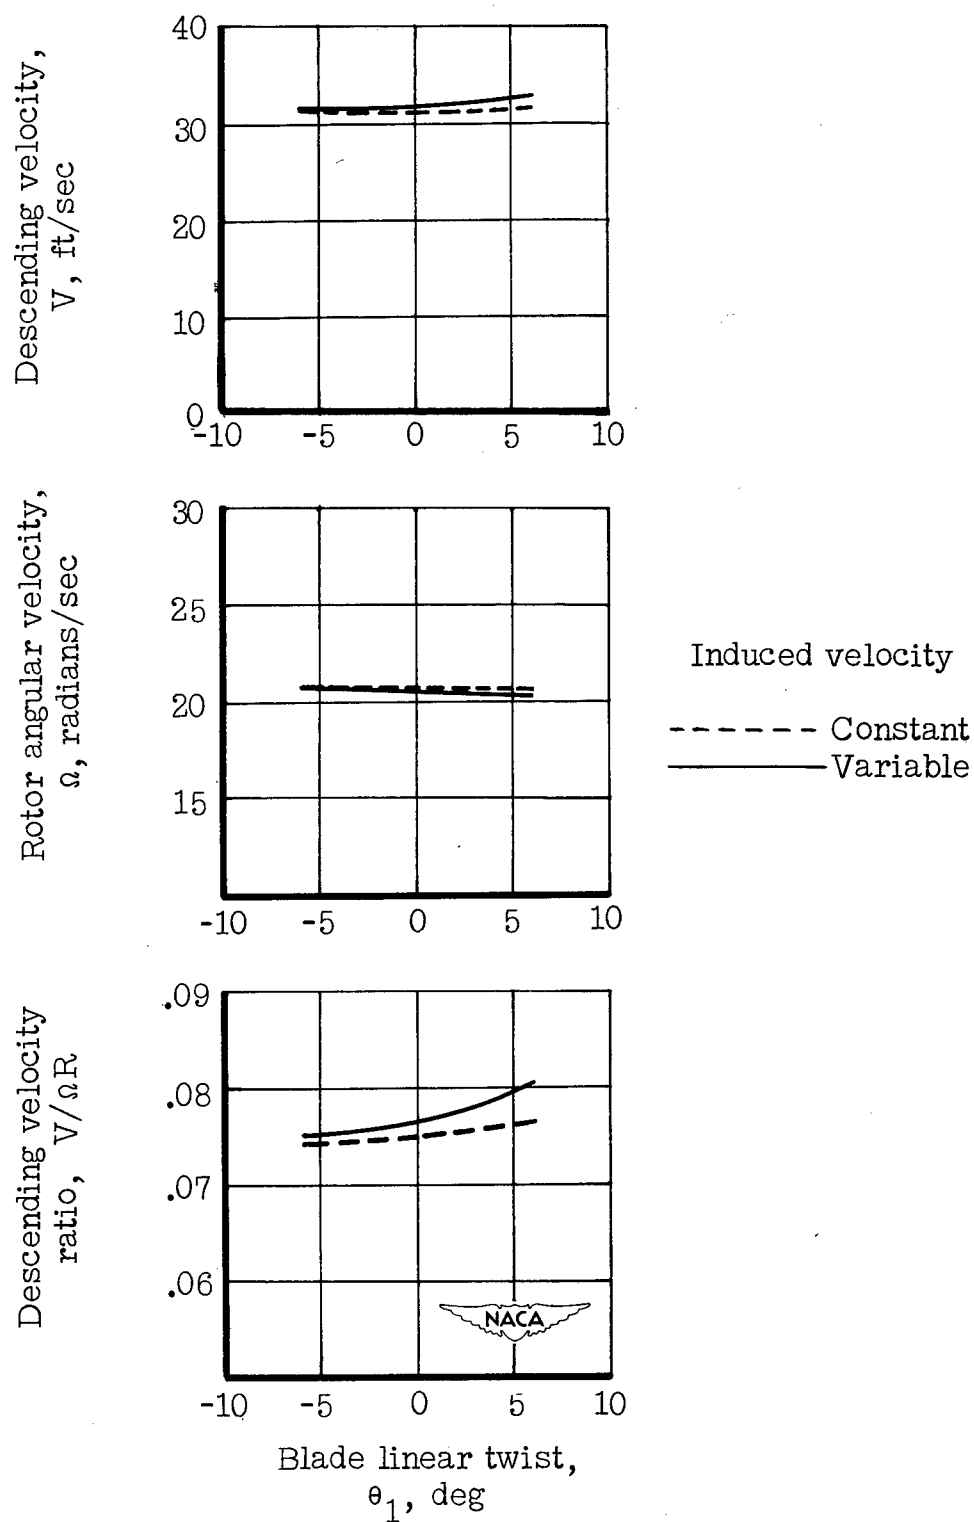 Descending velocity,
V, ft/sec
40
30
20
10
0
-10 -5 0 5 10
Rotor angular velocity,
Ω, radians/sec
30
25
20
15
-10 -5 0 5 10
Induced velocity
Constant
Variable
Descending velocity
ratio, V/ΩR
.09
.08
.07
.06
NACA
-10 -5 0 5 10
Blade linear twist,
θ1, deg